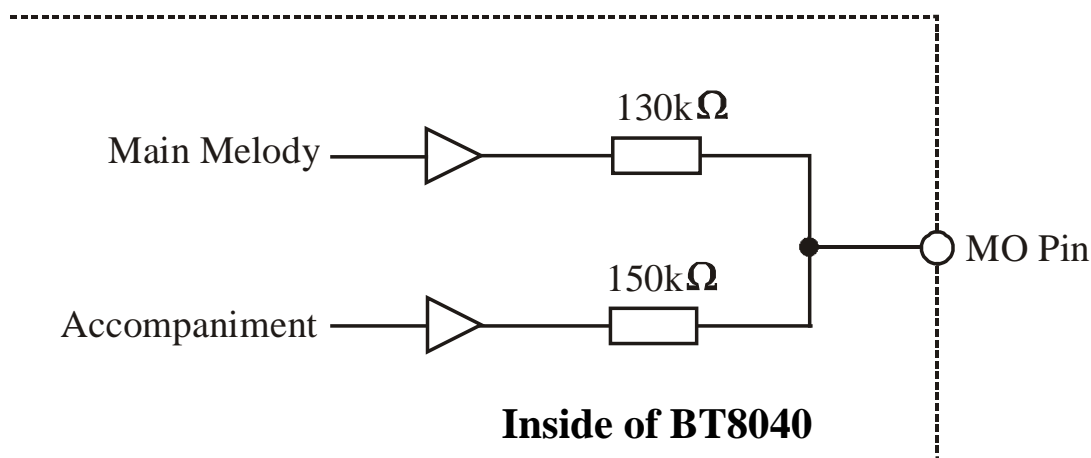 130kΩ
Main Melody
MO Pin
150kΩ
Accompaniment
Inside of BT8040